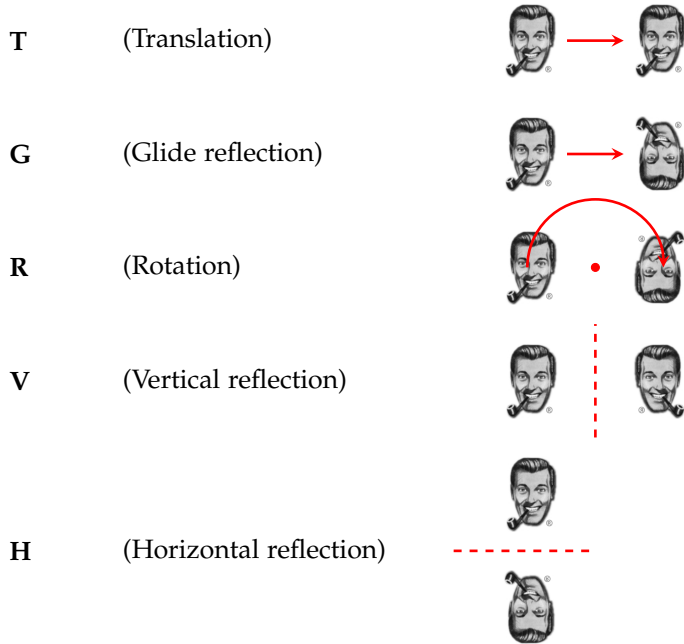 T (Translation)
G (Glide reflection)
R (Rotation)
V (Vertical reflection)
H (Horizontal reflection)